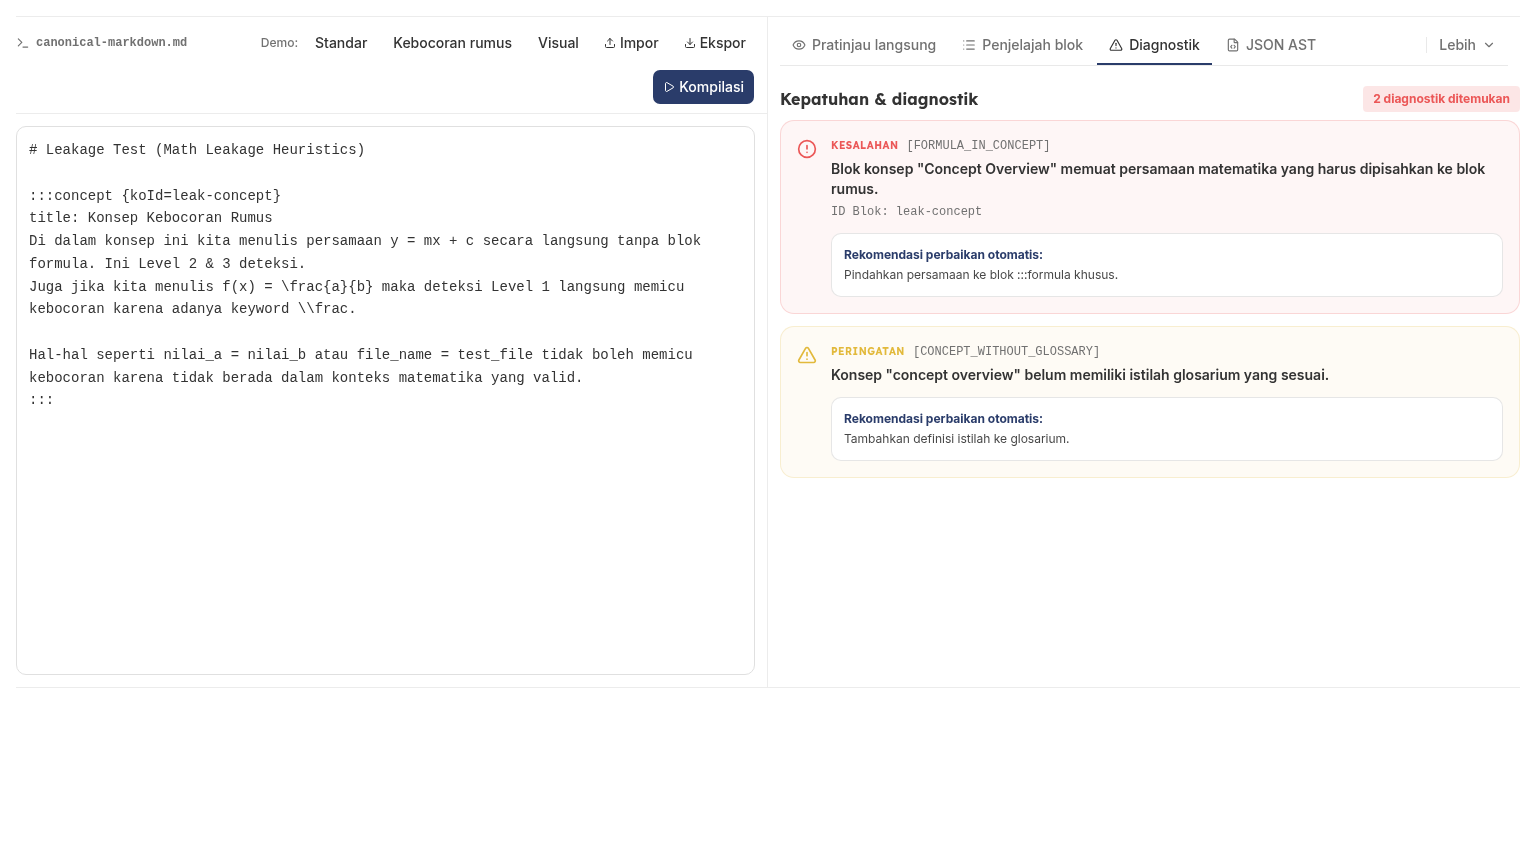 canonical-markdown.md
Demo:
Standar
Kebocoran rumus
Visual
Impor
Ekspor
Kompilasi
# Leakage Test (Math Leakage Heuristics)
:::concept {koId=leak-concept}
title: Konsep Kebocoran Rumus
Di dalam konsep ini kita menulis persamaan y = mx + c secara langsung tanpa blok
formula. Ini Level 2 & 3 deteksi.
Juga jika kita menulis f(x) = \frac{a}{b} maka deteksi Level 1 langsung memicu
kebocoran karena adanya keyword \\frac.
Hal-hal seperti nilai_a = nilai_b atau file_name = test_file tidak boleh memicu
kebocoran karena tidak berada dalam konteks matematika yang valid.
:::
Pratinjau langsung
Penjelajah blok
Diagnostik
JSON AST
Lebih
Kepatuhan & diagnostik
2 diagnostik ditemukan
KESALAHAN [FORMULA_IN_CONCEPT]
Blok konsep "Concept Overview" memuat persamaan matematika yang harus dipisahkan ke blok
rumus.
ID Blok: leak-concept
Rekomendasi perbaikan otomatis:
Pindahkan persamaan ke blok :::formula khusus.
PERINGATAN [CONCEPT_WITHOUT_GLOSSARY]
Konsep "concept overview" belum memiliki istilah glosarium yang sesuai.
Rekomendasi perbaikan otomatis:
Tambahkan definisi istilah ke glosarium.